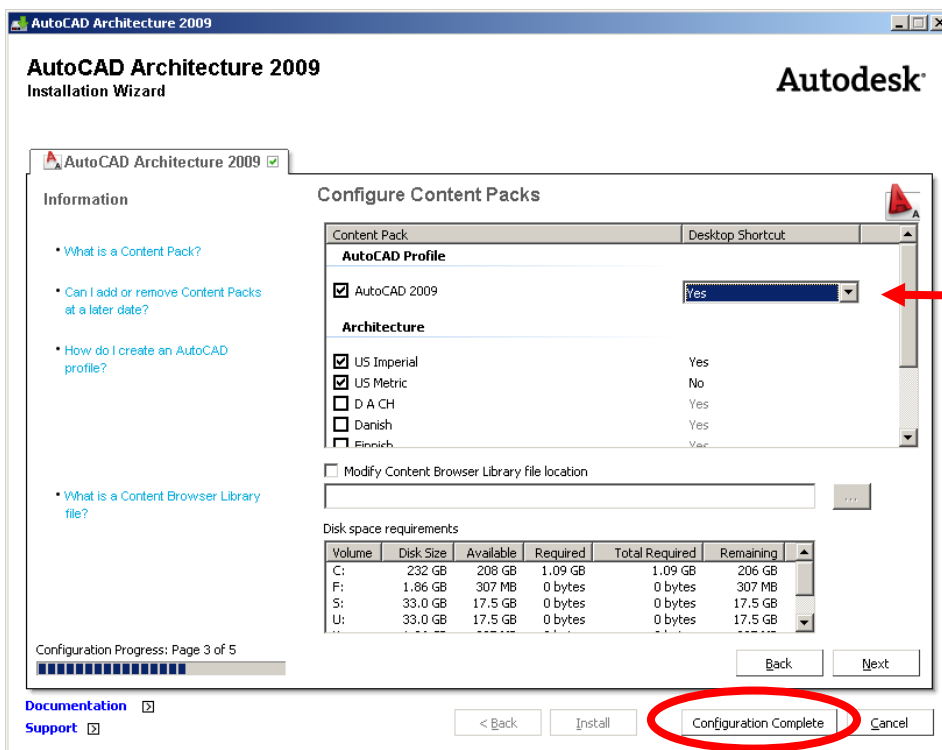 AutoCAD Architecture 2009
AutoCAD Architecture 2009
Installation Wizard
Autodesk
AutoCAD Architecture 2009
Information
• What is a Content Pack?
• Can I add or remove Content Packs
at a later date?
• How do I create an AutoCAD
profile?
• What is a Content Browser Library
file?
Configure Content Packs
Content Pack Desktop Shortcut
AutoCAD Profile
AutoCAD 2009 Yes
Architecture
US Imperial Yes
US Metric No
D A CH Yes
Danish Yes
Finnish Yes
Modify Content Browser Library file location
...
Disk space requirements
Volume Disk Size Available Required Total Required Remaining
C: 232 GB 208 GB 1.09 GB 1.09 GB 206 GB
F: 1.86 GB 307 MB 0 bytes 0 bytes 307 MB
S: 33.0 GB 17.5 GB 0 bytes 0 bytes 17.5 GB
U: 33.0 GB 17.5 GB 0 bytes 0 bytes 17.5 GB
Configuration Progress: Page 3 of 5
Back Next
Documentation
Support
< Back Install Configuration Complete Cancel